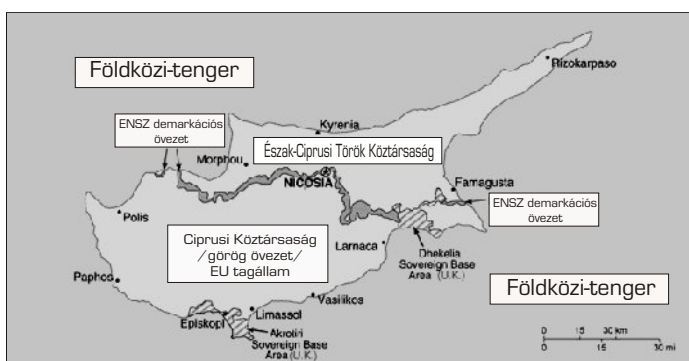 Földközi-tenger
Rizokarpaso
ENSZ demarkációs
övezet
Kyrenia
Morphou
Észak-Ciprusi Török Köztársaság
NICOSIA
Famagusta
ENSZ demarkációs
övezet
Polis
Ciprusi Köztársaság
/görög övezet/
EU tagállam
Larnaca
Dhekelia
Sovereign Base
Area (U.K.)
Paphos
Földközi-tenger
Vasilikos
Limassol
Episkopi
Akrotiri
Sovereign Base
Area (U.K.)
0 15 30 km
0 15 30 mi